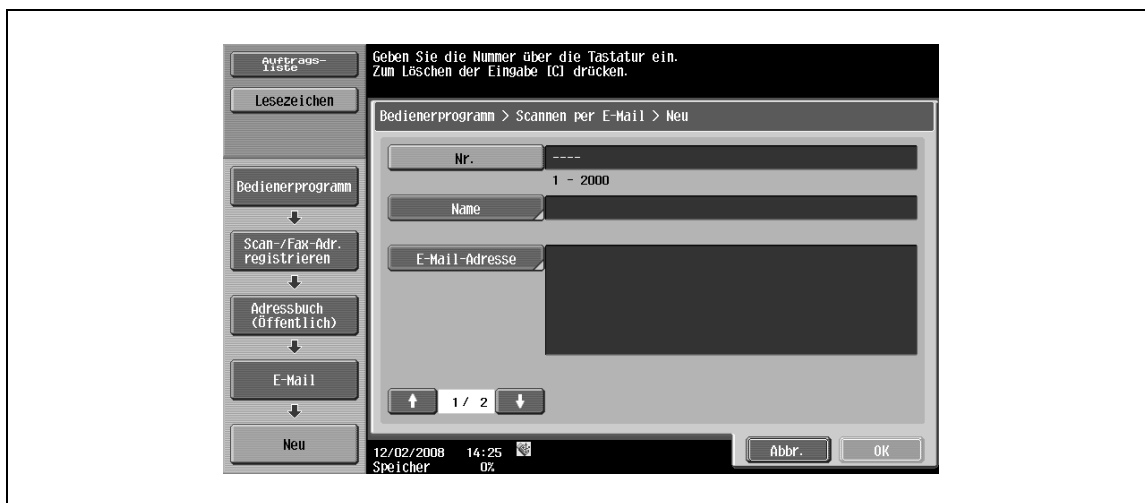 Auftrags-
liste
Lesezeichen
Bedienerprogramm
Scan-/Fax-Adr.
registrieren
Adressbuch
(Öffentlich)
E-Mail
Neu
Geben Sie die Nummer über die Tastatur ein.
Zum Löschen der Eingabe [C] drücken.
Bedienerprogramm > Scannen per E-Mail > Neu
Nr. ----
1 - 2000
Name
E-Mail-Adresse
1/ 2
12/02/2008 14:25
Speicher 0%
Abbr. OK